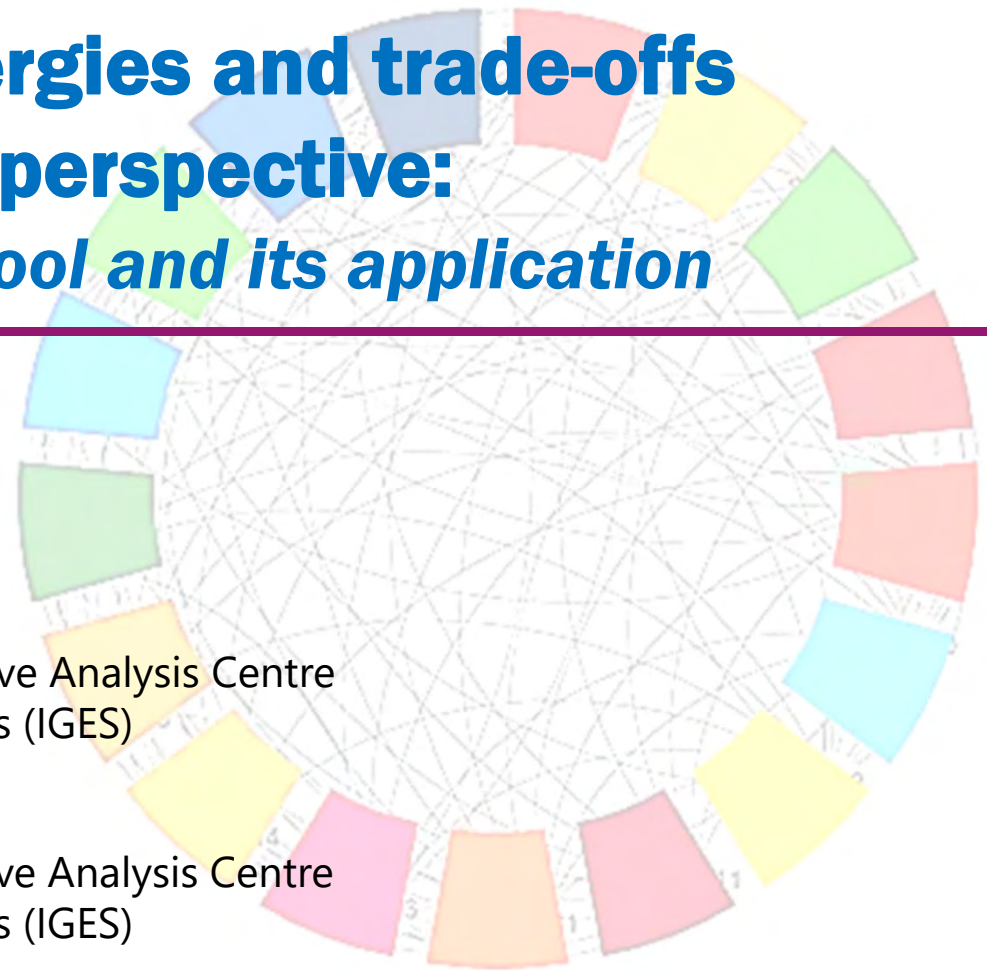 ergies and trade-offs
perspective:
ool and its application
ve Analysis Centre
s (IGES)
ve Analysis Centre
s (IGES)